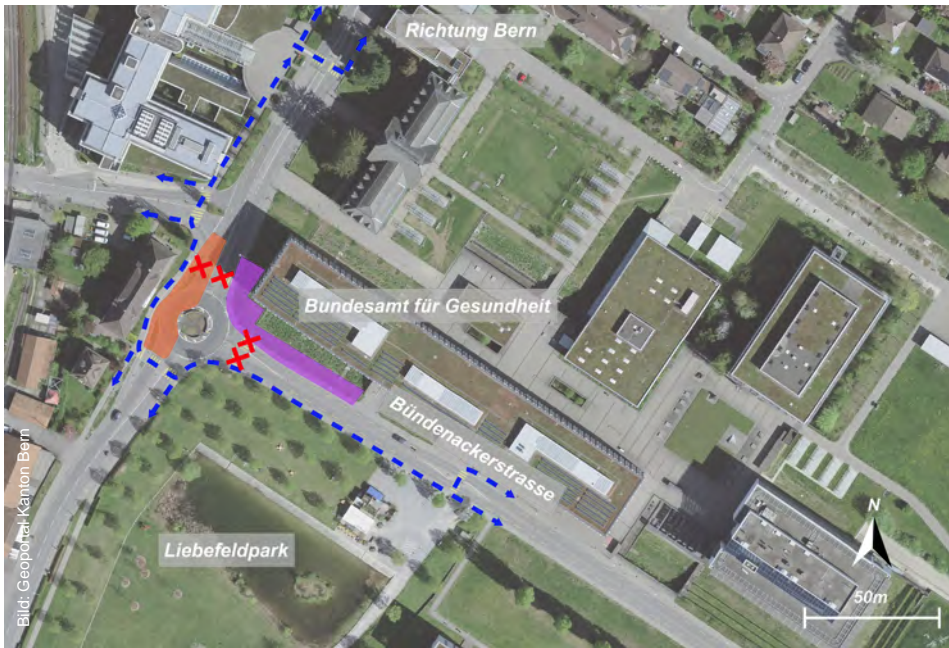 Richtung Bern
Bundesamt für Gesundheit
Bündenackerstrasse
Liebefeldpark
N
50m
Bild: Geoportal Kanton Bern